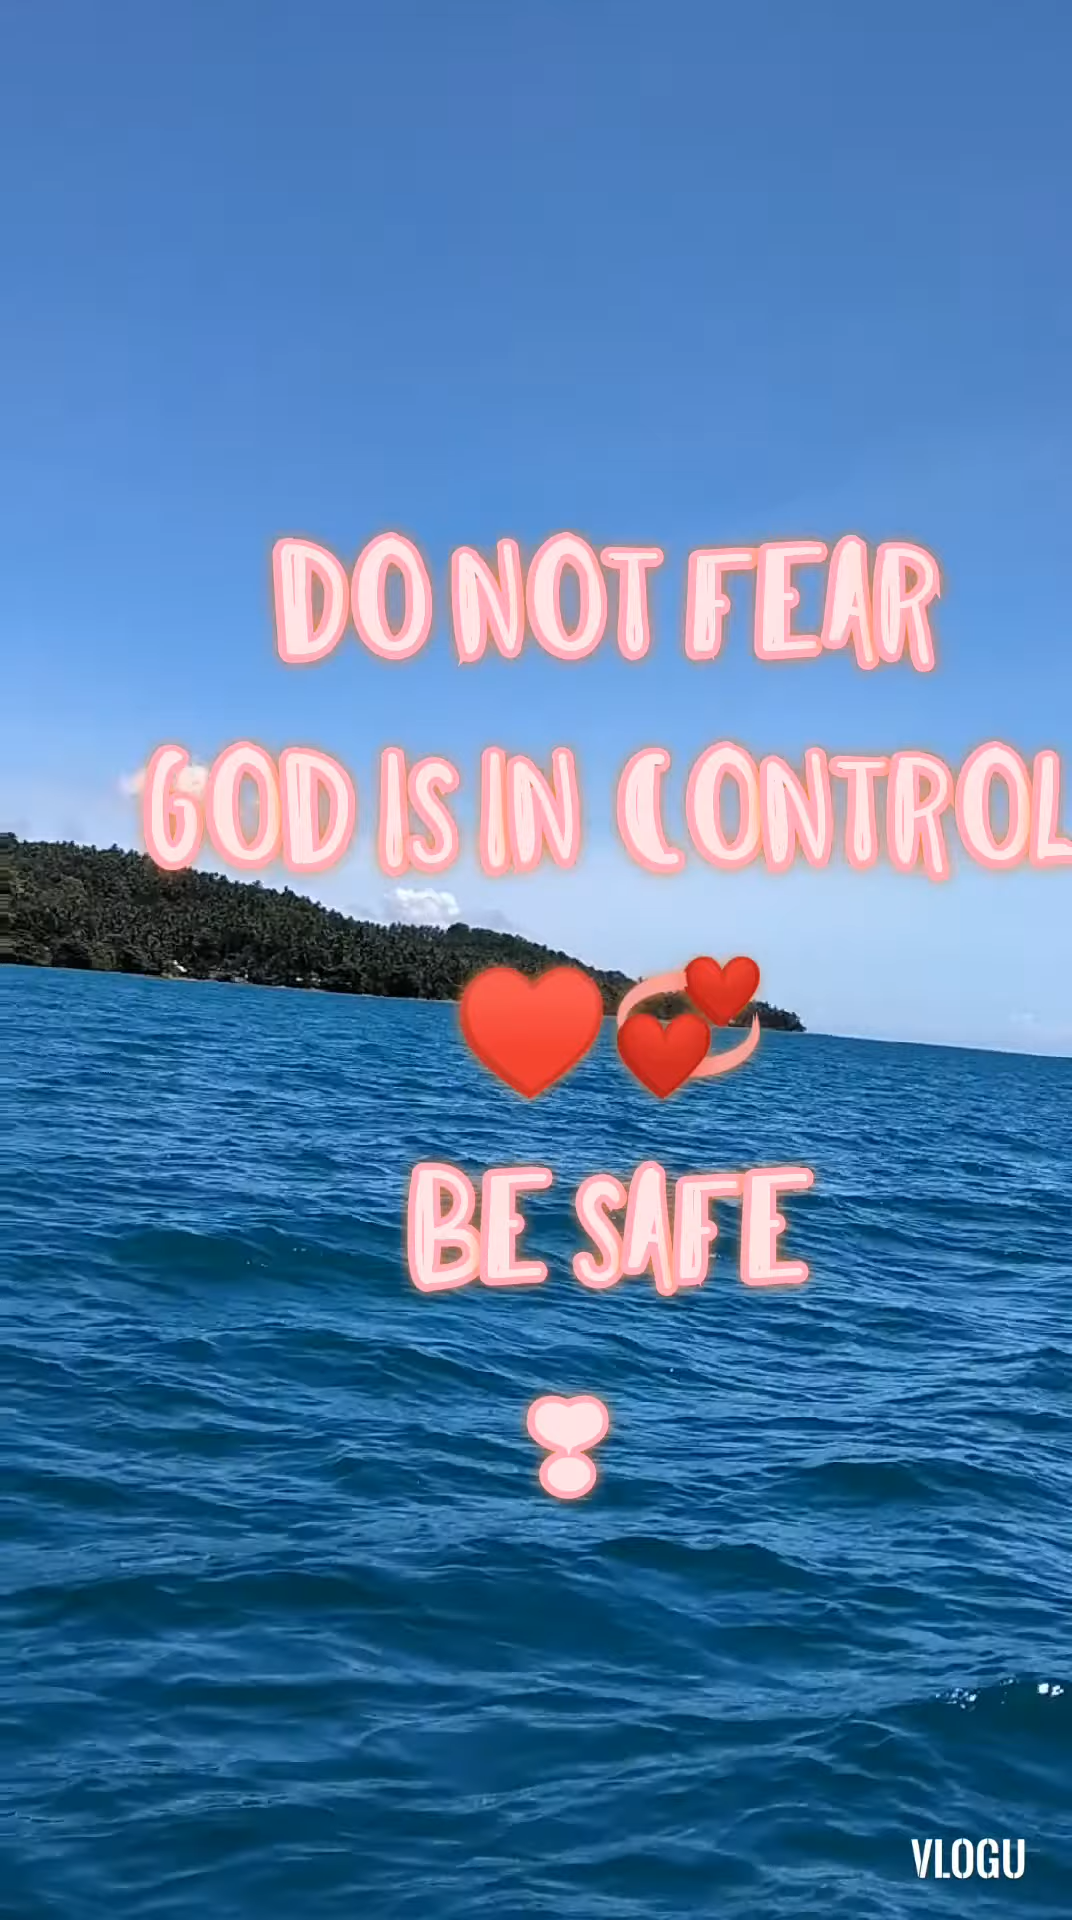 DO NOT FEAR
GOD IS IN CONTROL
♥️💞
BE SAFE
❣
VLOGU